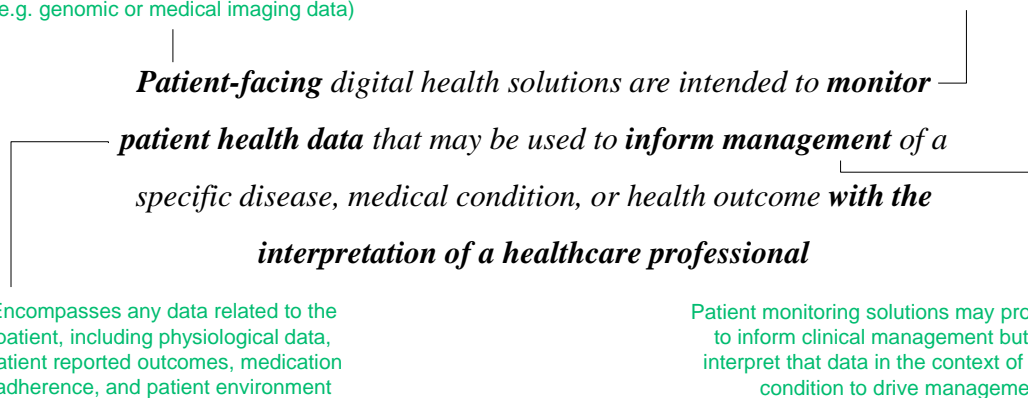 e.g. genomic or medical imaging data)
Patient-facing digital health solutions are intended to monitor
patient health data that may be used to inform management of a
specific disease, medical condition, or health outcome with the
interpretation of a healthcare professional
Encompasses any data related to the
patient, including physiological data,
patient reported outcomes, medication
adherence, and patient environment
Patient monitoring solutions may pro
to inform clinical management but
interpret that data in the context of
condition to drive manageme